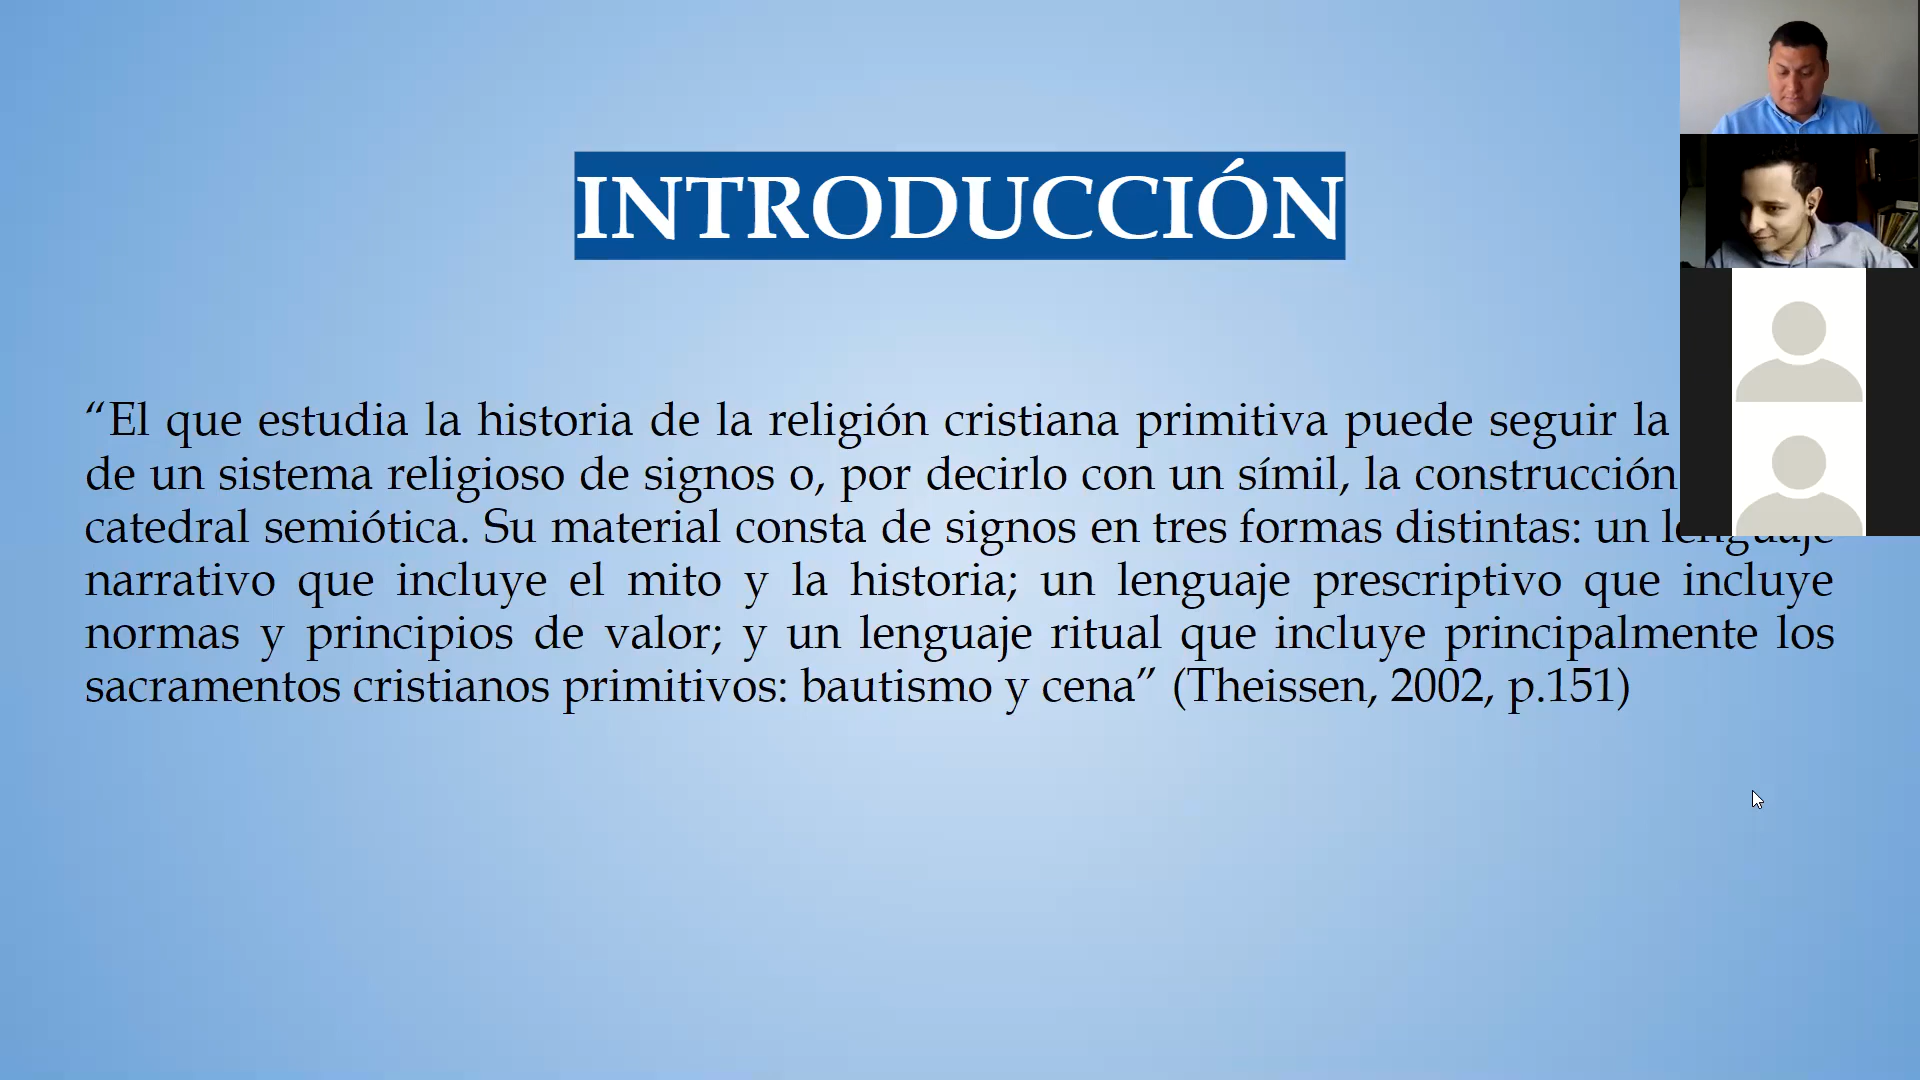 INTRODUCCIÓN
“El que estudia la historia de la religión cristiana primitiva puede seguir la
de un sistema religioso de signos o, por decirlo con un símil, la construcción
catedral semiótica. Su material consta de signos en tres formas distintas: un lenguaje
narrativo que incluye el mito y la historia; un lenguaje prescriptivo que incluye
normas y principios de valor; y un lenguaje ritual que incluye principalmente los
sacramentos cristianos primitivos: bautismo y cena” (Theissen, 2002, p.151)